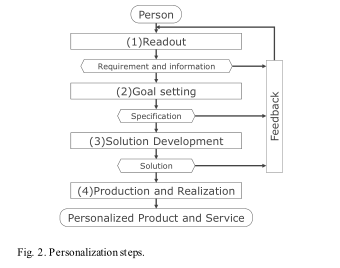 Person
(1)Readout
Requirement and information
(2)Goal setting
Specification
(3)Solution Development
Solution
(4)Production and Realization
Personalized Product and Service
Feedback
Fig. 2. Personalization steps.